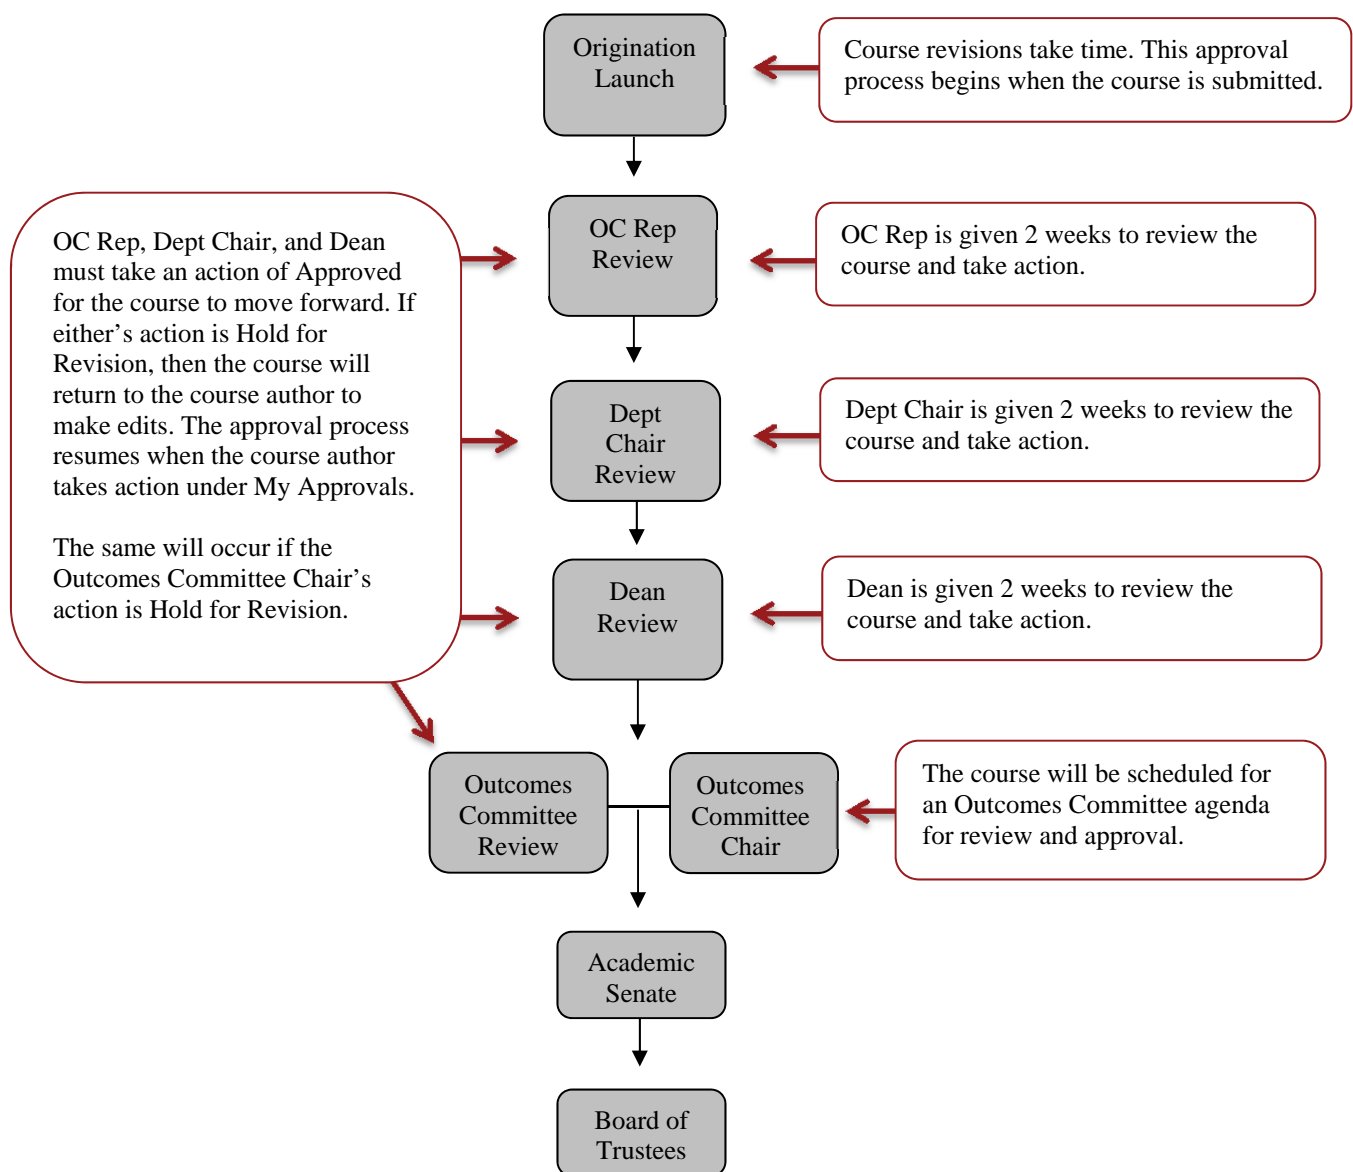 Origination
Launch
Course revisions take time. This approval
process begins when the course is submitted.
OC Rep, Dept Chair, and Dean
must take an action of Approved
for the course to move forward. If
either’s action is Hold for
Revision, then the course will
return to the course author to
make edits. The approval process
resumes when the course author
takes action under My Approvals.
The same will occur if the
Outcomes Committee Chair’s
action is Hold for Revision.
OC Rep
Review
OC Rep is given 2 weeks to review the
course and take action.
Dept
Chair
Review
Dept Chair is given 2 weeks to review the
course and take action.
Dean
Review
Dean is given 2 weeks to review the
course and take action.
Outcomes
Committee
Review
Outcomes
Committee
Chair
The course will be scheduled for
an Outcomes Committee agenda
for review and approval.
Academic
Senate
Board of
Trustees